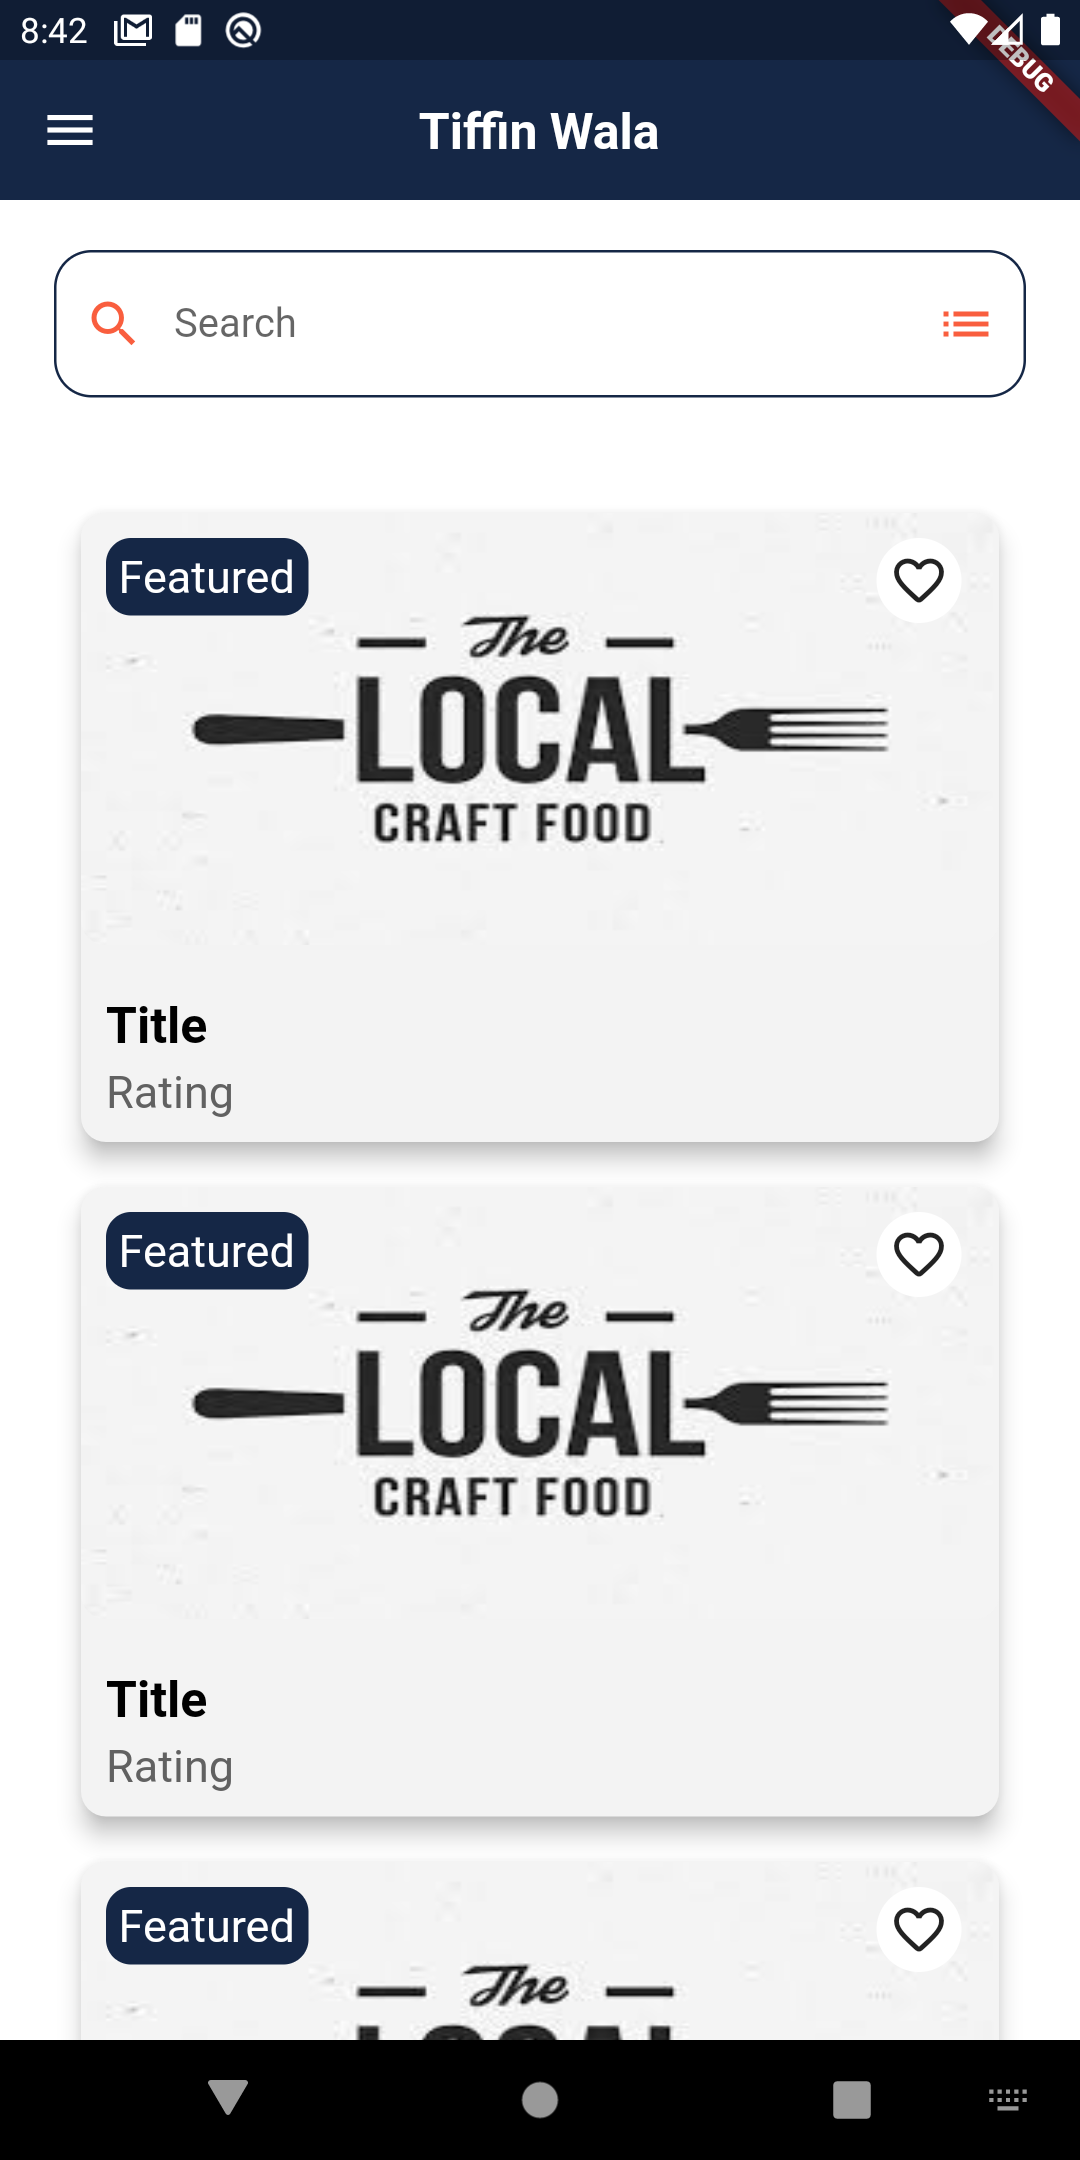 8:42
DEBUG
Tiffin Wala
Search
Featured
The
LOCAL
CRAFT FOOD
Title
Rating
Featured
The
LOCAL
CRAFT FOOD
Title
Rating
Featured
The
LOCAL